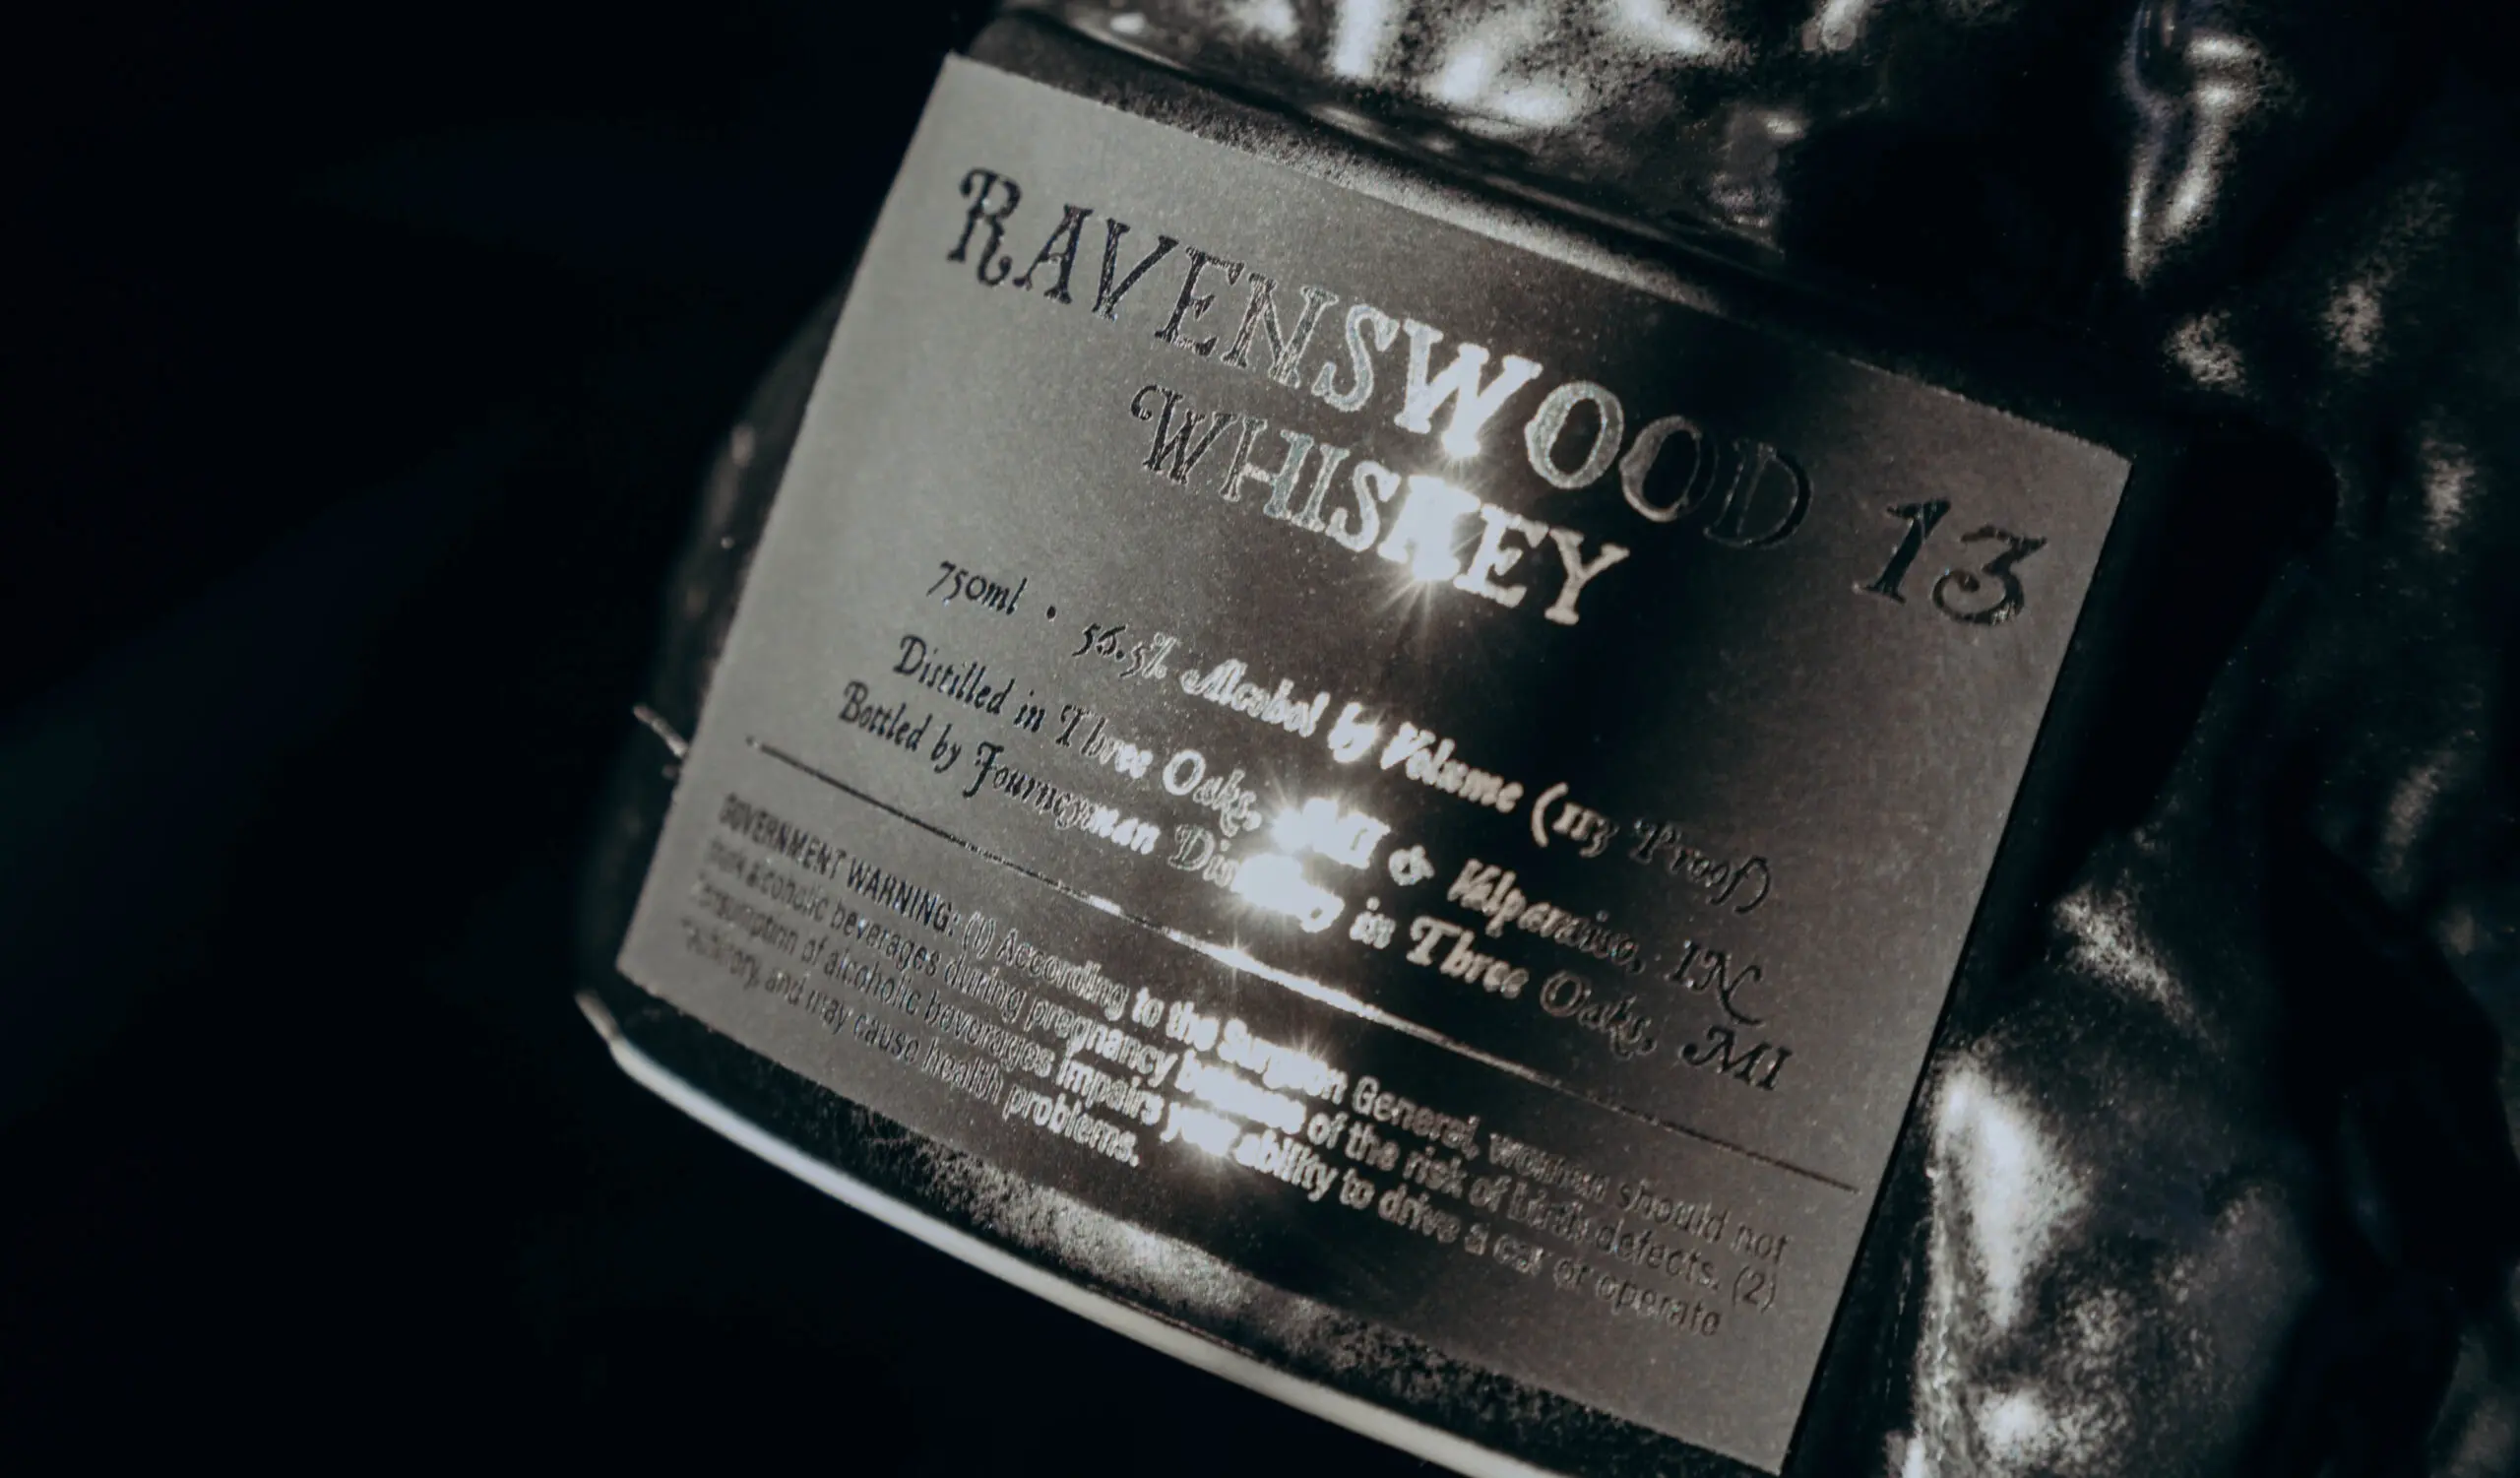 RAVENSWOOD 13
WHISKEY
750ml • 56.5% Alcohol by Volume (113 Proof)
Distilled in Three Oaks, MI & Valparaiso, IN
Bottled by Journeyman Distillery in Three Oaks, MI
GOVERNMENT WARNING: (1) According to the Surgeon General, women should not
drink alcoholic beverages during pregnancy because of the risk of birth defects. (2)
Consumption of alcoholic beverages impairs your ability to drive a car or operate
machinery, and may cause health problems.